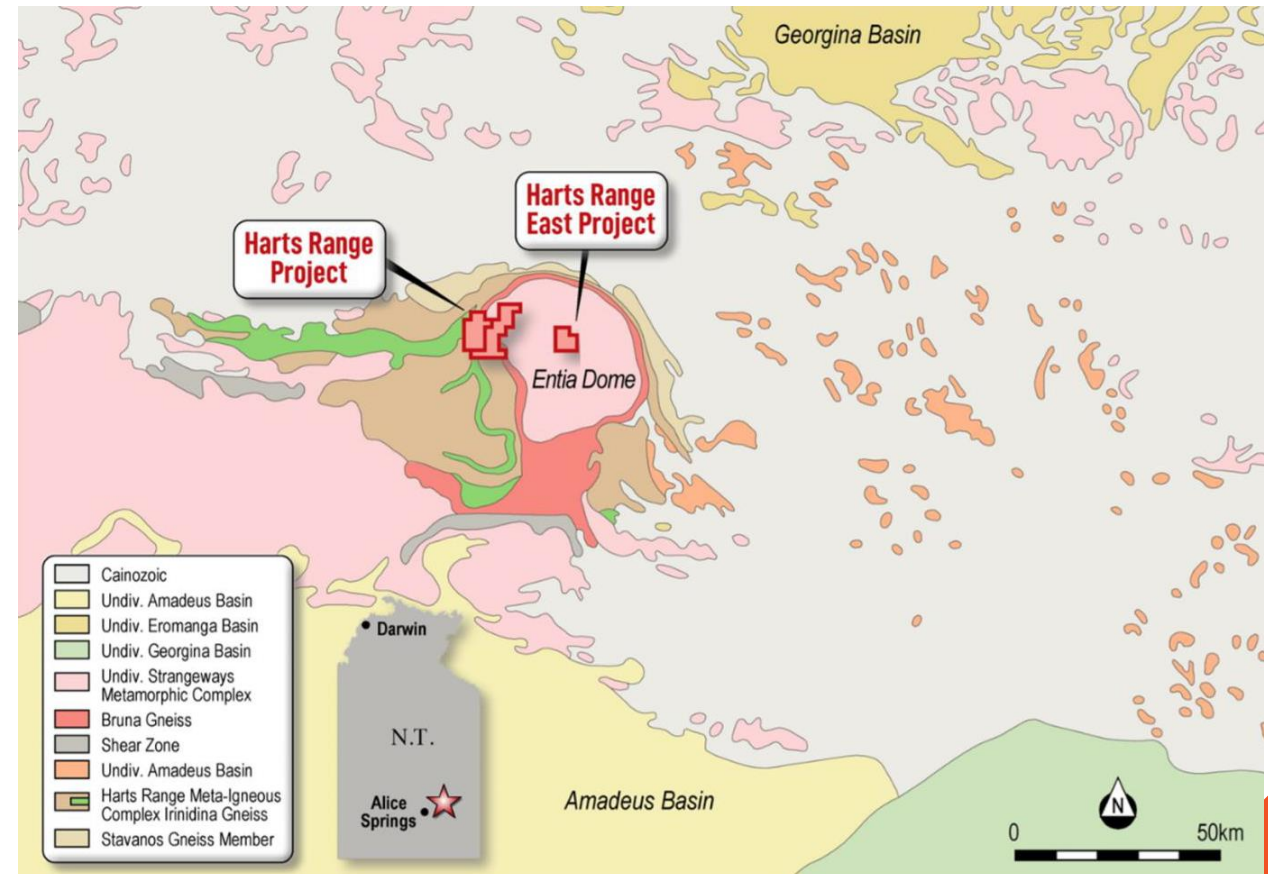 Georgina Basin
Harts Range
East Project
Harts Range
Project
Entia Dome
Cainozoic
Undiv. Amadeus Basin
Undiv. Eromanga Basin
Undiv. Georgina Basin
Undiv. Strangeways
Metamorphic Complex
Bruna Gneiss
Shear Zone
Undiv. Amadeus Basin
Harts Range Meta-Igneous
Complex Irinidina Gneiss
Stavanos Gneiss Member
Darwin
N.T.
Alice
Springs
Amadeus Basin
N
0 50km